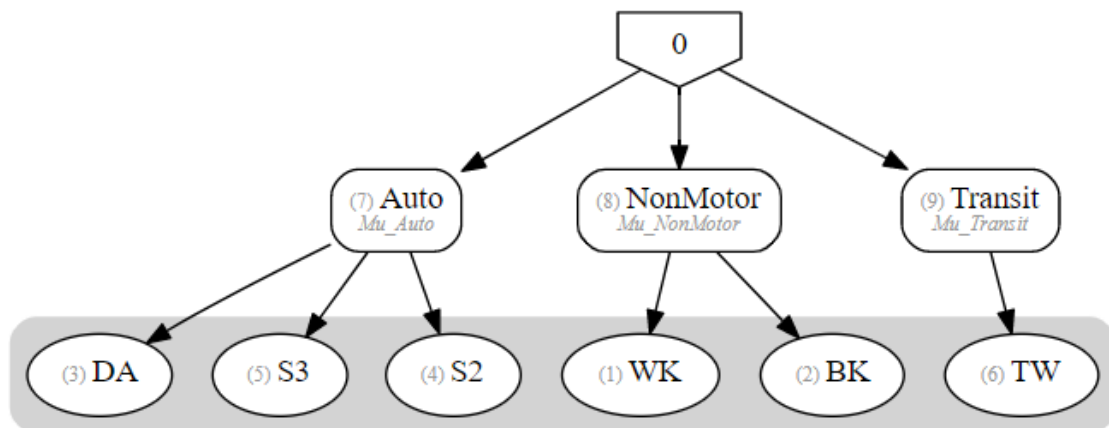 0
(7) Auto
Mu_Auto
(8) NonMotor
Mu_NonMotor
(9) Transit
Mu_Transit
(3) DA
(5) S3
(4) S2
(1) WK
(2) BK
(6) TW